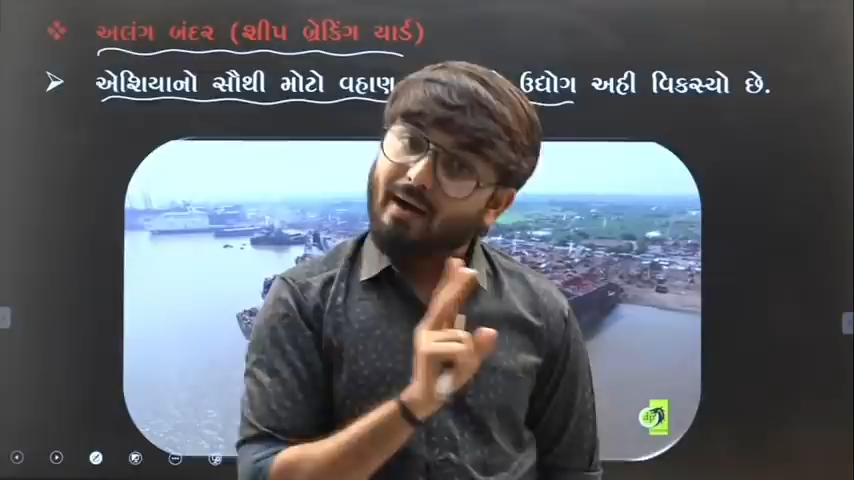 અલંગ બંદર (શીપ બ્રેકિંગ યાર્ડ)
એશિયાનો સૌથી મોટો વહાણ ઉદ્યોગ અહી વિકસ્યો છે.